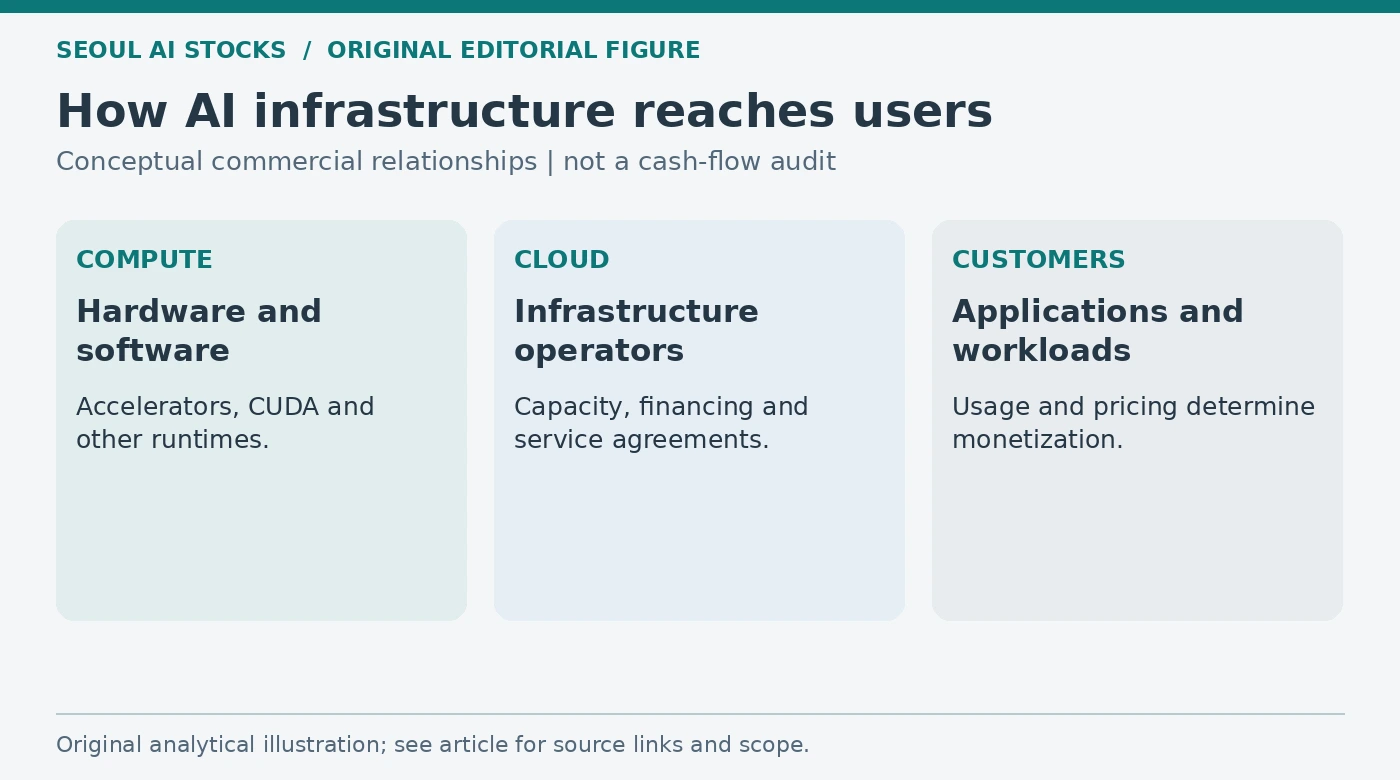 SEOUL AI STOCKS / ORIGINAL EDITORIAL FIGURE
How AI infrastructure reaches users
Conceptual commercial relationships | not a cash-flow audit
COMPUTE
Hardware and
software
Accelerators, CUDA and
other runtimes.
CLOUD
Infrastructure
operators
Capacity, financing and
service agreements.
CUSTOMERS
Applications and
workloads
Usage and pricing determine
monetization.
Original analytical illustration; see article for source links and scope.